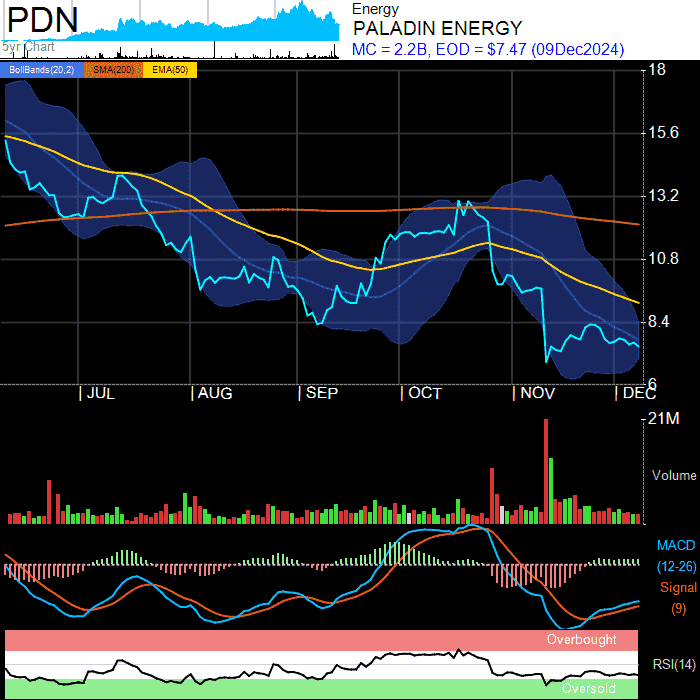 PDN
5yr Chart
Energy
PALADIN ENERGY
MC = 2.2B, EOD = $7.47 (09Dec2024)
BollBands(20,2) SMA(200) EMA(50)
18
15.6
13.2
10.8
8.4
6
JUL AUG SEP OCT NOV DEC
21M
Volume
MACD
(12-26)
Signal
(9)
Overbought
RSI(14)
Oversold